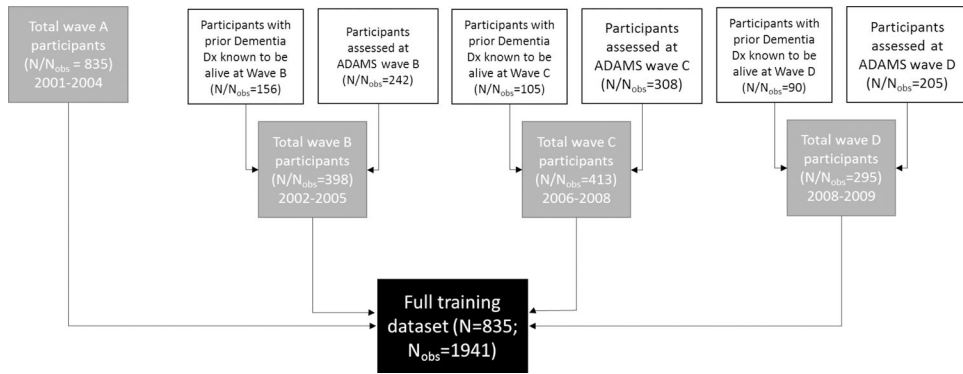 Total wave A
participants
(N/Nobs = 835)
2001-2004
Participants with
prior Dementia
Dx known to be
alive at Wave B
(N/Nobs=156)
Participants
assessed at
ADAMS wave B
(N/Nobs=242)
Participants with
prior Dementia
Dx known to be
alive at Wave C
(N/Nobs=105)
Participants
assessed at
ADAMS wave C
(N/Nobs=308)
Participants with
prior Dementia
Dx known to be
alive at Wave D
(N/Nobs=90)
Participants
assessed at
ADAMS wave D
(N/Nobs=205)
Total wave B
participants
(N/Nobs=398)
2002-2005
Total wave C
participants
(N/Nobs=413)
2006-2008
Total wave D
participants
(N/Nobs=295)
2008-2009
Full training
dataset (N=835;
Nobs=1941)